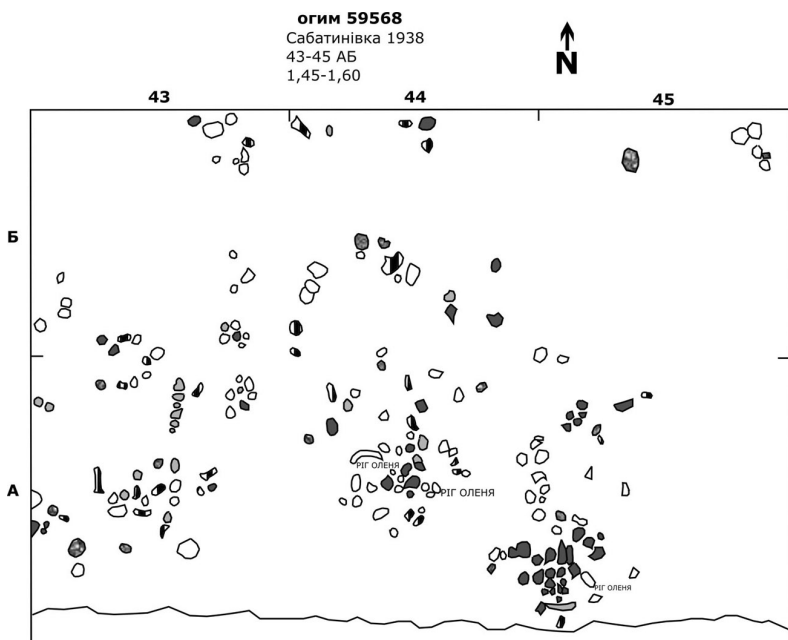 огим 59568
Сабатинівка 1938
43-45 АБ
1,45-1,60
N
43
44
45
Б
А
РІГ ОЛЕНЯ
РІГ ОЛЕНЯ
РІГ ОЛЕНЯ